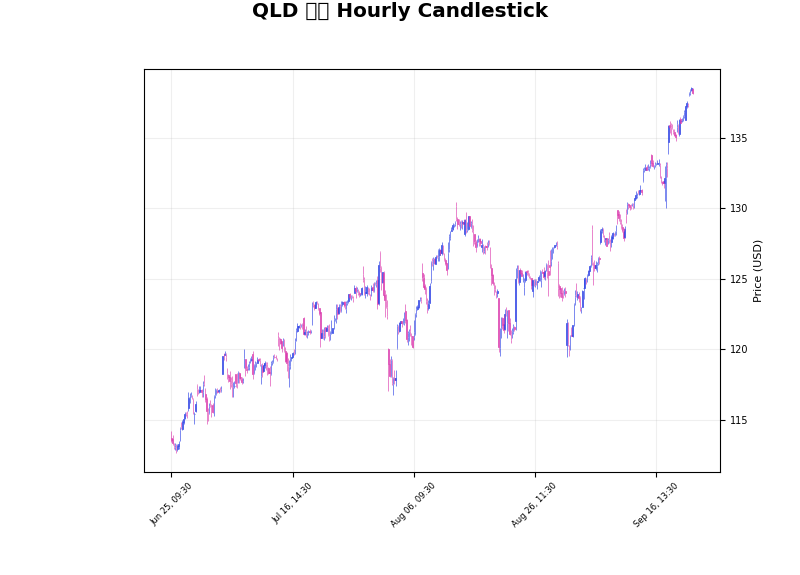 QLD Hourly Candlestick
135
130
125
120
115
Price (USD)
Jun 25, 09:30
Jul 16, 14:30
Aug 06, 09:30
Aug 26, 11:30
Sep 16, 13:30